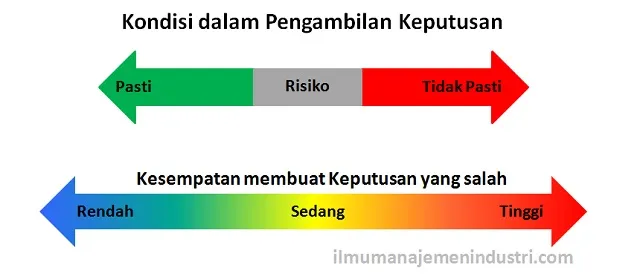 Kondisi dalam Pengambilan Keputusan
Pasti Risiko Tidak Pasti
Kesempatan membuat Keputusan yang salah
Rendah Sedang Tinggi
ilmumanajemenindustri.com